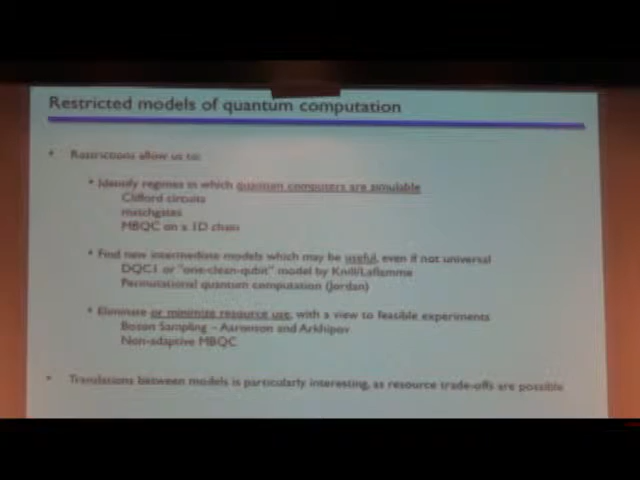 Restricted models of quantum computation
• Restrictions allow us to:
• Identify regimes in which quantum computers are simulable
Clifford circuits
matchgates
MBQC on a 1D chain
• Find new intermediate models which may be useful, even if not universal
DQC1 or "one-clean-qubit" model by Knill/Laflamme
Permutational quantum computation (Jordan)
• Eliminate or minimize resource use, with a view to feasible experiments
Boson Sampling – Aaronson and Arkhipov
Non-adaptive MBQC
• Translations between models is particularly interesting, as resource trade-offs are possible